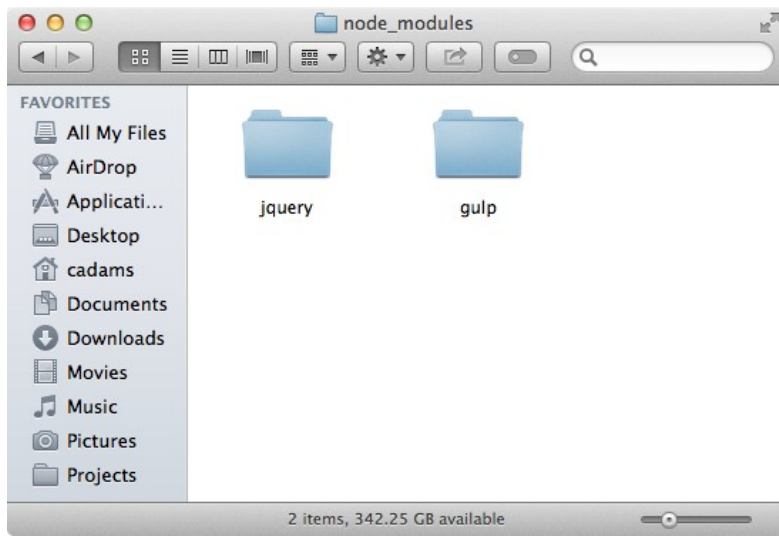 node_modules
FAVORITES
All My Files
AirDrop
Applicati...
Desktop
cadams
Documents
Downloads
Movies
Music
Pictures
Projects
jquery
gulp
2 items, 342.25 GB available